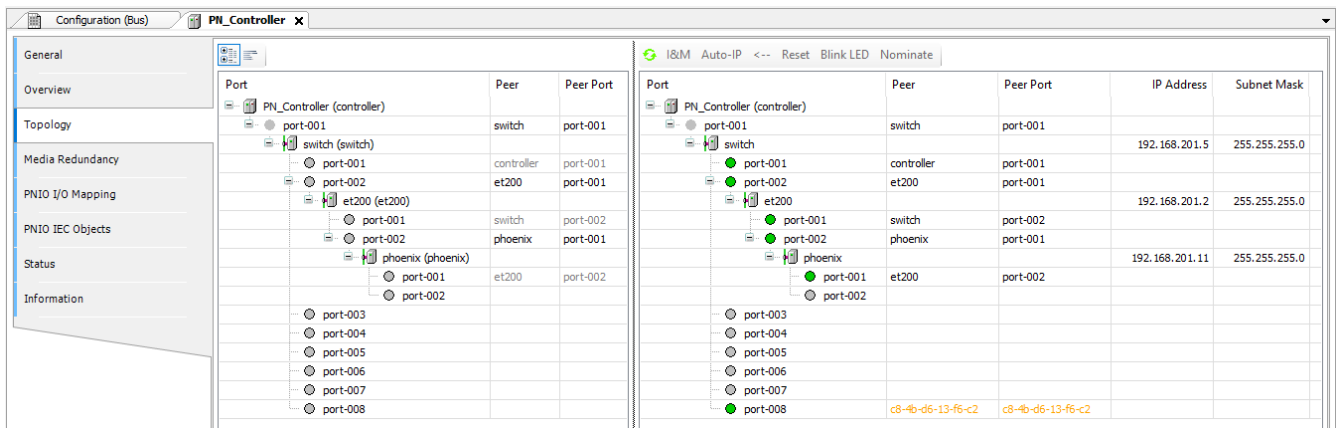 Configuration (Bus) PN_Controller x
General
Overview
Topology
Media Redundancy
PNIO I/O Mapping
PNIO IEC Objects
Status
Information
Port Peer Peer Port
PN_Controller (controller)
port-001 switch port-001
switch (switch)
port-001 controller port-001
port-002 et200 port-001
et200 (et200)
port-001 switch port-002
port-002 phoenix port-001
phoenix (phoenix)
port-001 et200 port-002
port-002
port-003
port-004
port-005
port-006
port-007
port-008
I&M Auto-IP <-- Reset Blink LED Nominate
Port Peer Peer Port IP Address Subnet Mask
PN_Controller (controller)
port-001 switch port-001
switch 192.168.201.5 255.255.255.0
port-001 controller port-001
port-002 et200 port-001
et200 192.168.201.2 255.255.255.0
port-001 switch port-002
port-002 phoenix port-001
phoenix 192.168.201.11 255.255.255.0
port-001 et200 port-002
port-002
port-003
port-004
port-005
port-006
port-007
port-008 c8-4b-d6-13-f6-c2 c8-4b-d6-13-f6-c2